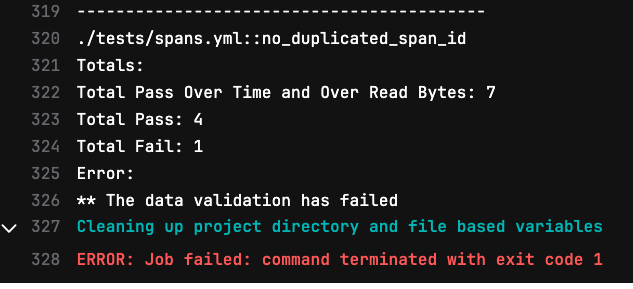 319 -------------------------------------------
320 ./tests/spans.yml::no_duplicated_span_id
321 Totals:
322 Total Pass Over Time and Over Read Bytes: 7
323 Total Pass: 4
324 Total Fail: 1
325 Error:
326 ** The data validation has failed
327 Cleaning up project directory and file based variables
328 ERROR: Job failed: command terminated with exit code 1